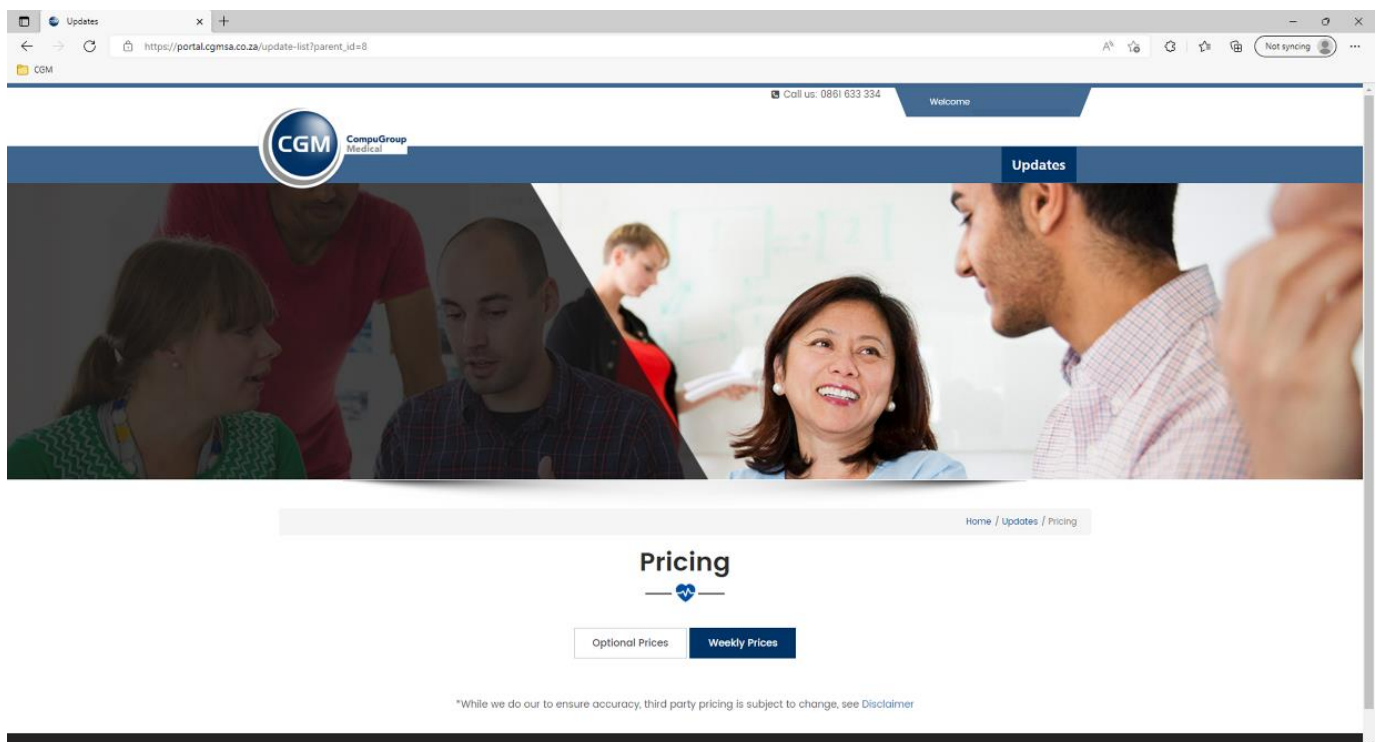 Updates
https://portal.cgmsa.co.za/update-list?parent_id=8
Not syncing
CGM
Call us: 0861 633 334
Welcome
CGM
CompuGroup
Medical
Updates
Home / Updates / Pricing
Pricing
Optional Prices
Weekly Prices
*While we do our to ensure accuracy, third party pricing is subject to change, see Disclaimer